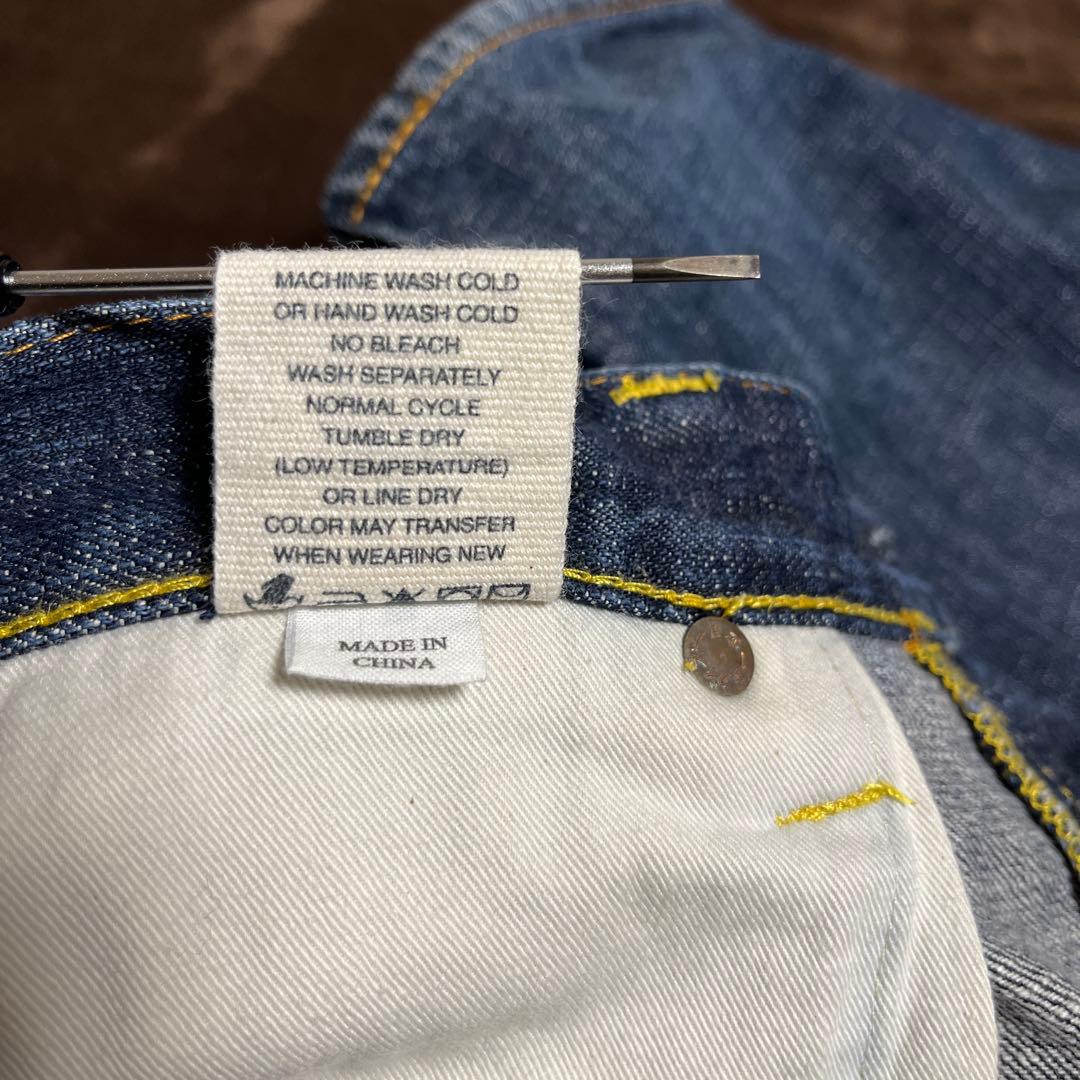 MACHINE WASH COLD
OR HAND WASH COLD
NO BLEACH
WASH SEPARATELY
NORMAL CYCLE
TUMBLE DRY
(LOW TEMPERATURE)
OR LINE DRY
COLOR MAY TRANSFER
WHEN WEARING NEW
MADE IN
CHINA